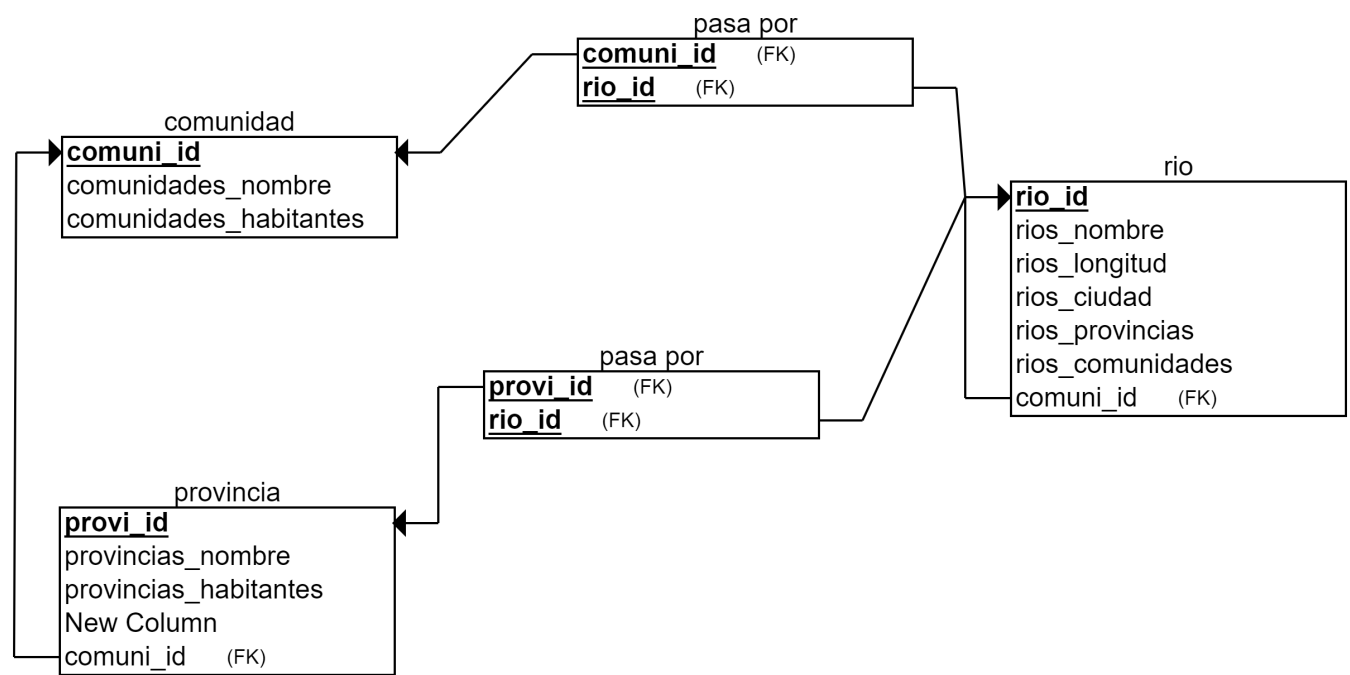 pasa por
comuni_id (FK)
rio_id (FK)
comunidad
comuni_id
comunidades_nombre
comunidades_habitantes
rio
rio_id
rios_nombre
rios_longitud
rios_ciudad
rios_provincias
rios_comunidades
comuni_id (FK)
pasa por
provi_id (FK)
rio_id (FK)
provincia
provi_id
provincias_nombre
provincias_habitantes
New Column
comuni_id (FK)